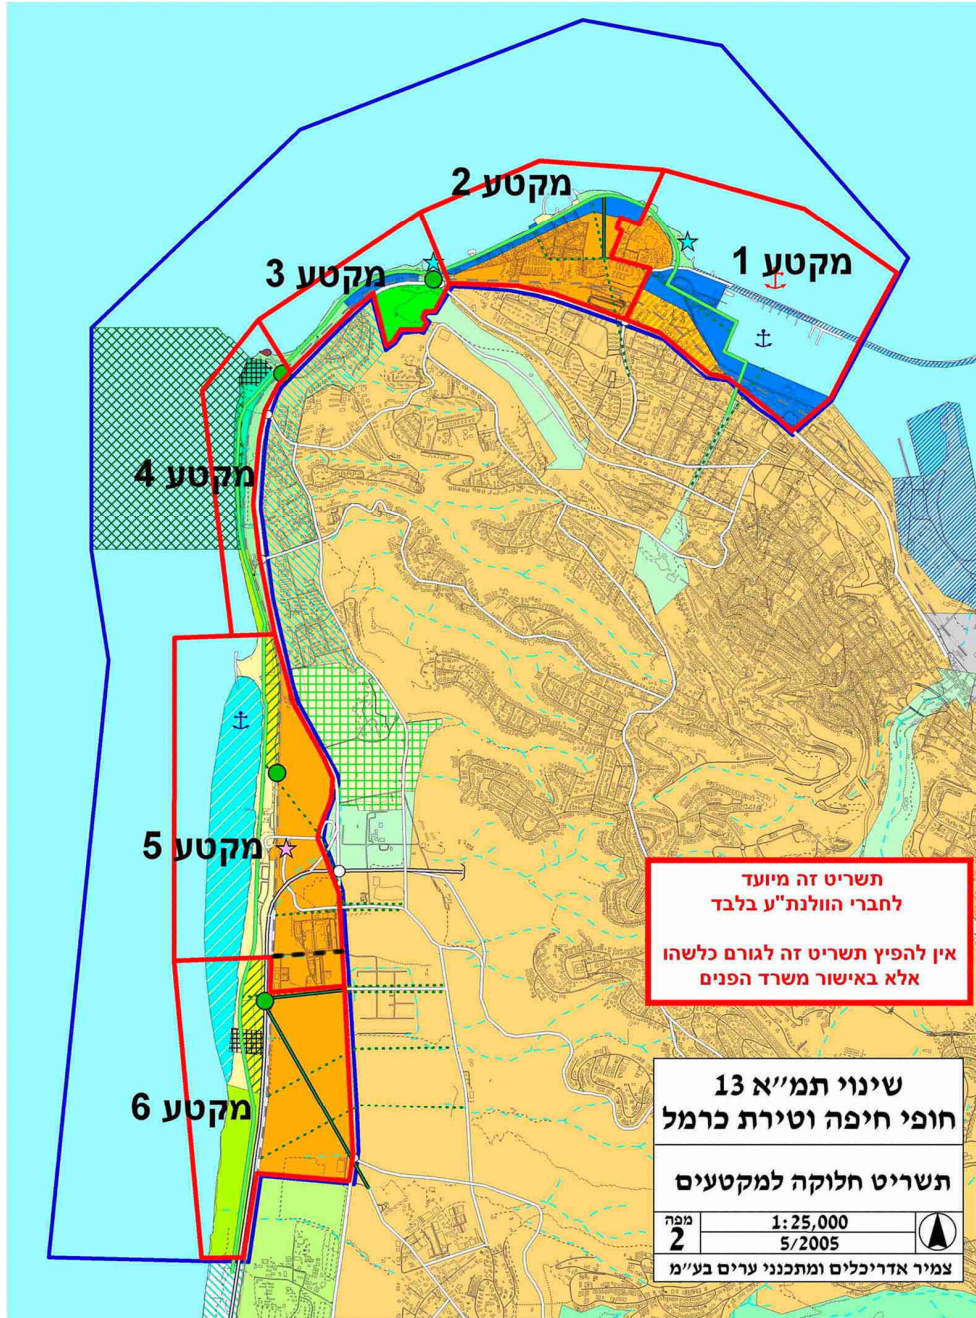 מקטע 2
מקטע 1
מקטע 3
מקטע 4
מקטע 5
מקטע 6
תשריט זה מיועד
לחברי הוולנת"ע בלבד
אין להפיץ תשריט זה לגורם כלשהו
אלא באישור משרד הפנים
שינוי תמ״א 13
חופי חיפה וטירת כרמל
תשריט חלוקה למקטעים
מפה
2
1:25,000
5/2005
צמיר אדריכלים ומתכנני ערים בע״מ